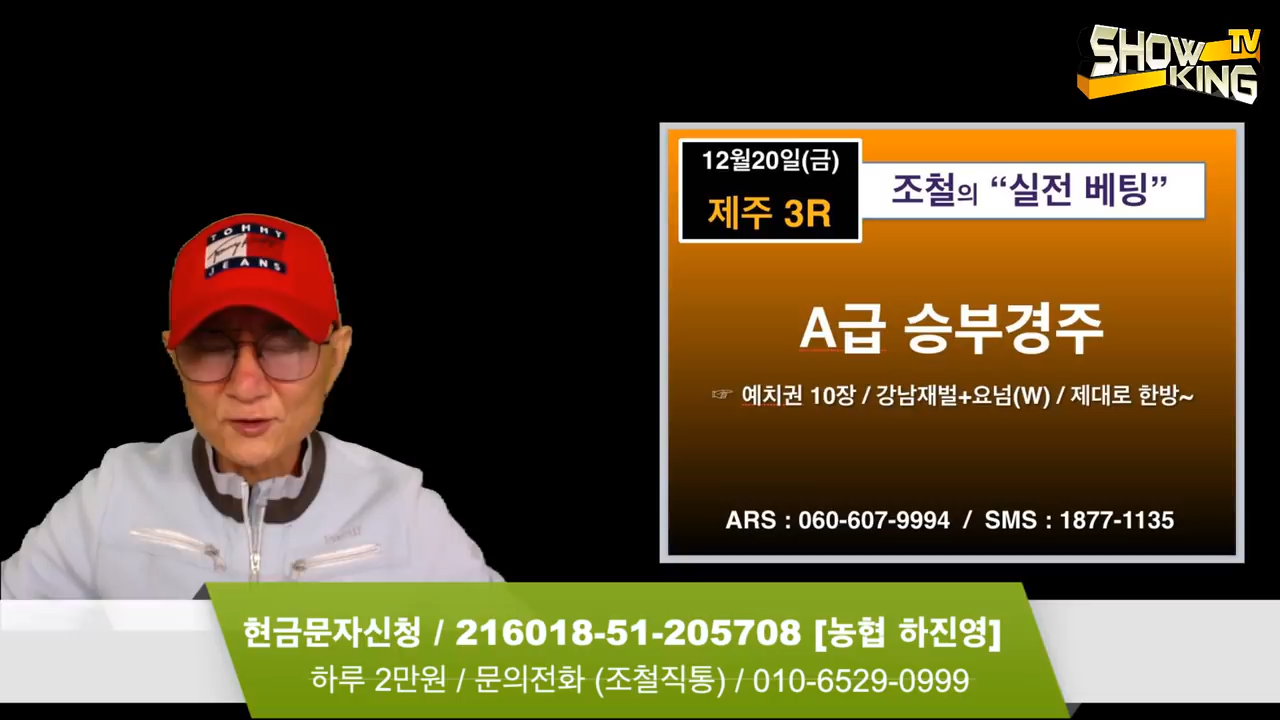 SHOW TV
KING
12월20일(금)
제주 3R
조철의 “실전 베팅”
A급 승부경주
☞ 예치권 10장 / 강남재벌+요넘(W) / 제대로 한방~
ARS : 060-607-9994 / SMS : 1877-1135
TOMMY
Tommy
JEANS
현금문자신청 / 216018-51-205708 [농협 하진영]
하루 2만원 / 문의전화 (조철직통) / 010-6529-0999